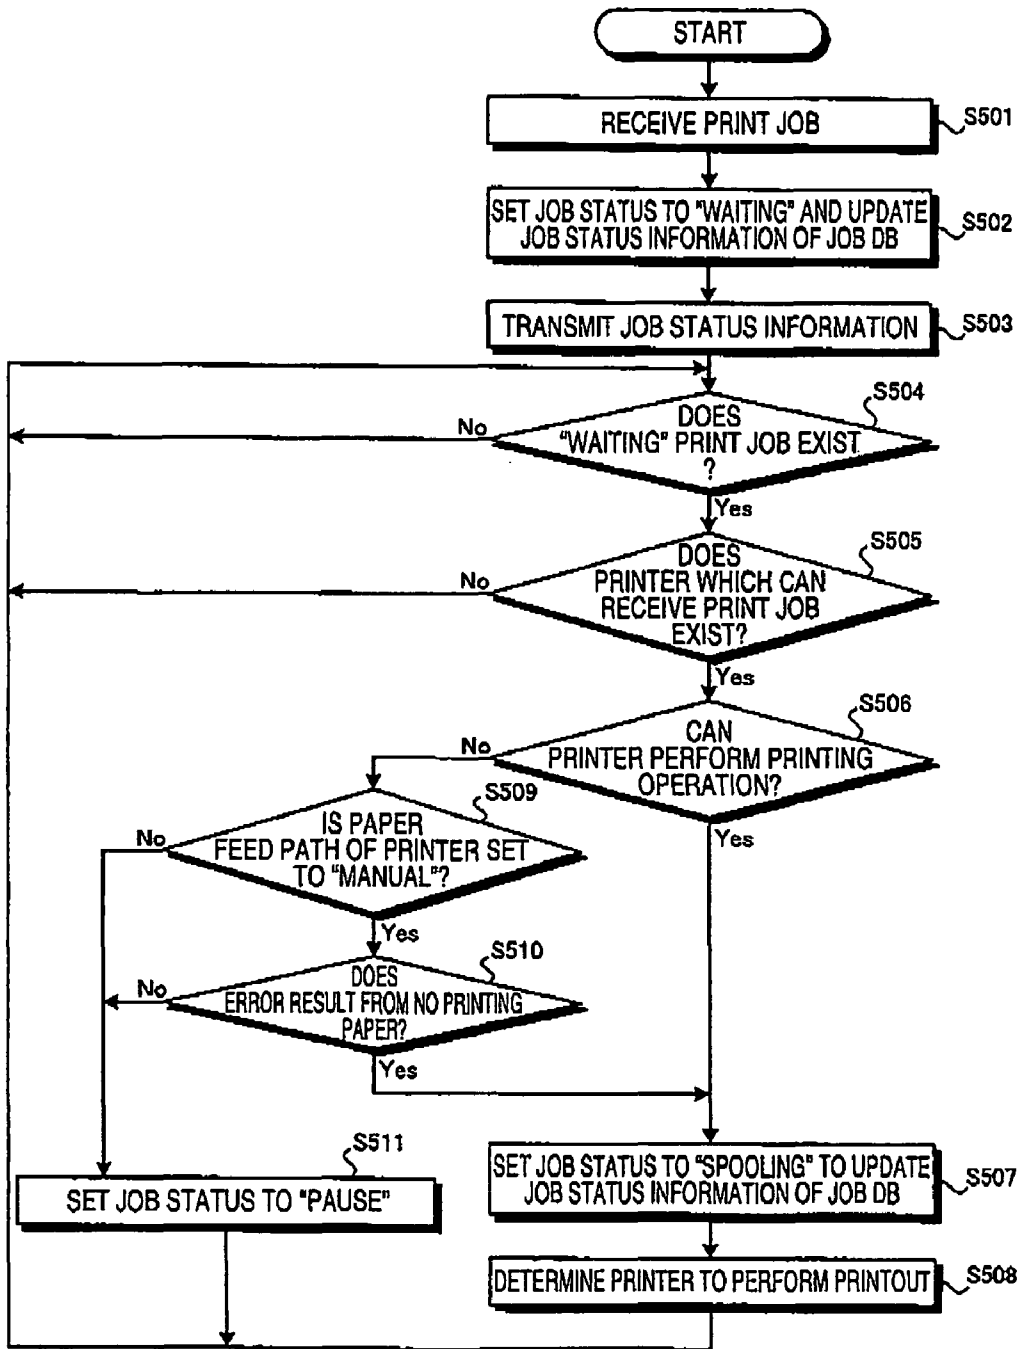 START
RECEIVE PRINT JOB
S501
SET JOB STATUS TO "WAITING" AND UPDATE
JOB STATUS INFORMATION OF JOB DB
S502
TRANSMIT JOB STATUS INFORMATION
S503
S504
DOES
"WAITING" PRINT JOB EXIST
?
No
Yes
S505
DOES
PRINTER WHICH CAN
RECEIVE PRINT JOB
EXIST?
No
Yes
S506
CAN
PRINTER PERFORM PRINTING
OPERATION?
No
Yes
S509
IS PAPER
FEED PATH OF PRINTER SET
TO "MANUAL"?
No
Yes
S510
DOES
ERROR RESULT FROM NO PRINTING
PAPER?
No
Yes
S511
SET JOB STATUS TO "PAUSE"
SET JOB STATUS TO "SPOOLING" TO UPDATE
JOB STATUS INFORMATION OF JOB DB
S507
DETERMINE PRINTER TO PERFORM PRINTOUT
S508